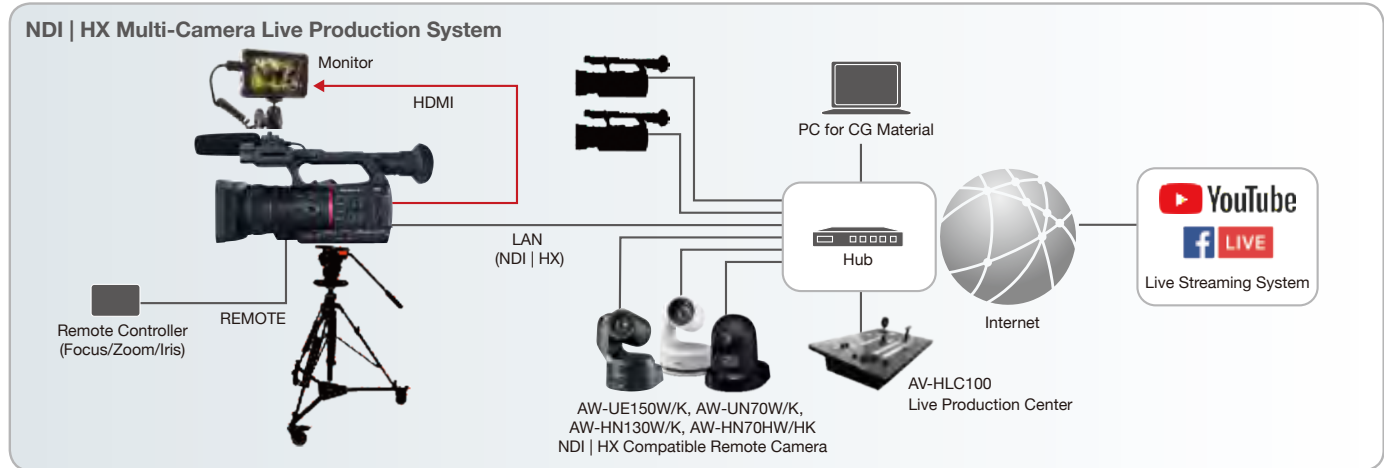 NDI | HX Multi-Camera Live Production System
Monitor
HDMI
PC for CG Material
LAN
(NDI | HX)
Hub
YouTube
f LIVE
Live Streaming System
Internet
REMOTE
Remote Controller
(Focus/Zoom/Iris)
AW-UE150W/K, AW-UN70W/K,
AW-HN130W/K, AW-HN70HW/HK
NDI | HX Compatible Remote Camera
AV-HLC100
Live Production Center